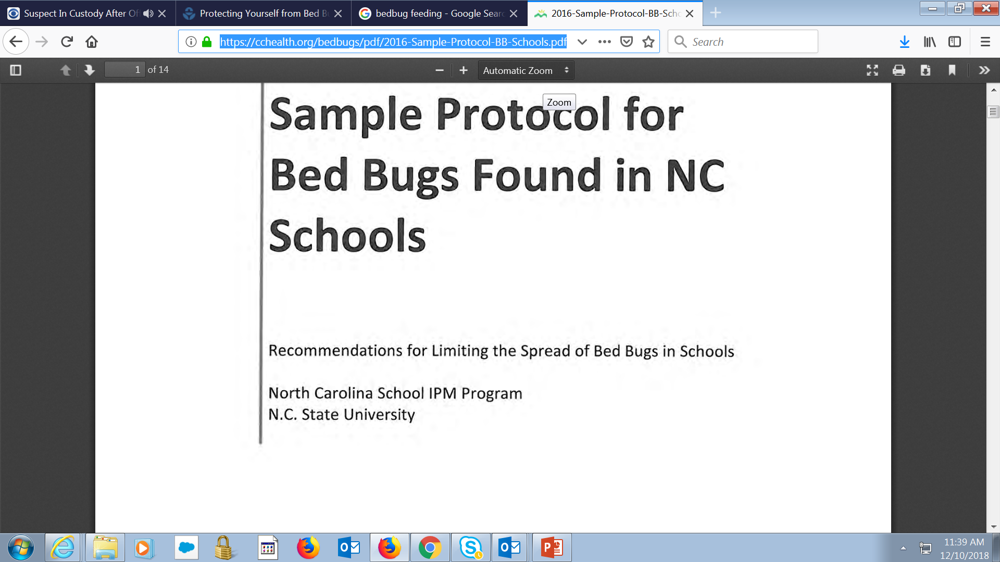 Suspect In Custody After Of
Protecting Yourself from Bed B
bedbug feeding - Google Sear
2016-Sample-Protocol-BB-Scho
https://cchealth.org/bedbugs/pdf/2016-Sample-Protocol-BB-Schools.pdf
Search
1 of 14
Automatic Zoom
Zoom
Sample Protocol for
Bed Bugs Found in NC
Schools
Recommendations for Limiting the Spread of Bed Bugs in Schools
North Carolina School IPM Program
N.C. State University
11:39 AM
12/10/2018